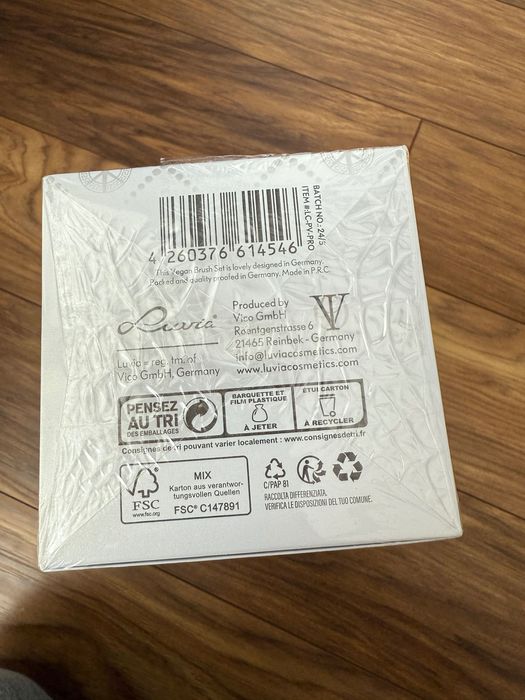 4 260376 614546
BATCH NO.: 24/5
ITEM #: LC-PV-PRO
This Vegan Brush Set is lovely designed in Germany.
Packed and quality proofed in Germany. Made in P.R.C.
Luvia
Luvia = reg. tm. of
Vico GmbH, Germany
Produced by
Vico GmbH
Roentgenstrasse 6
21465 Reinbek - Germany
info@luviacosmetics.com
www.luviacosmetics.com
PENSEZ
AU TRI
DES EMBALLAGES
BARQUETTE ET
FILM PLASTIQUE
À JETER
ÉTUI CARTON
À RECYCLER
Consignes de tri pouvant varier localement : www.consignesdetri.fr
FSC
www.fsc.org
MIX
Karton aus verantwor-
tungsvollen Quellen
FSC® C147891
C/PAP 81
RACCOLTA DIFFERENZIATA.
VERIFICA LE DISPOSIZIONI DEL TUO COMUNE.